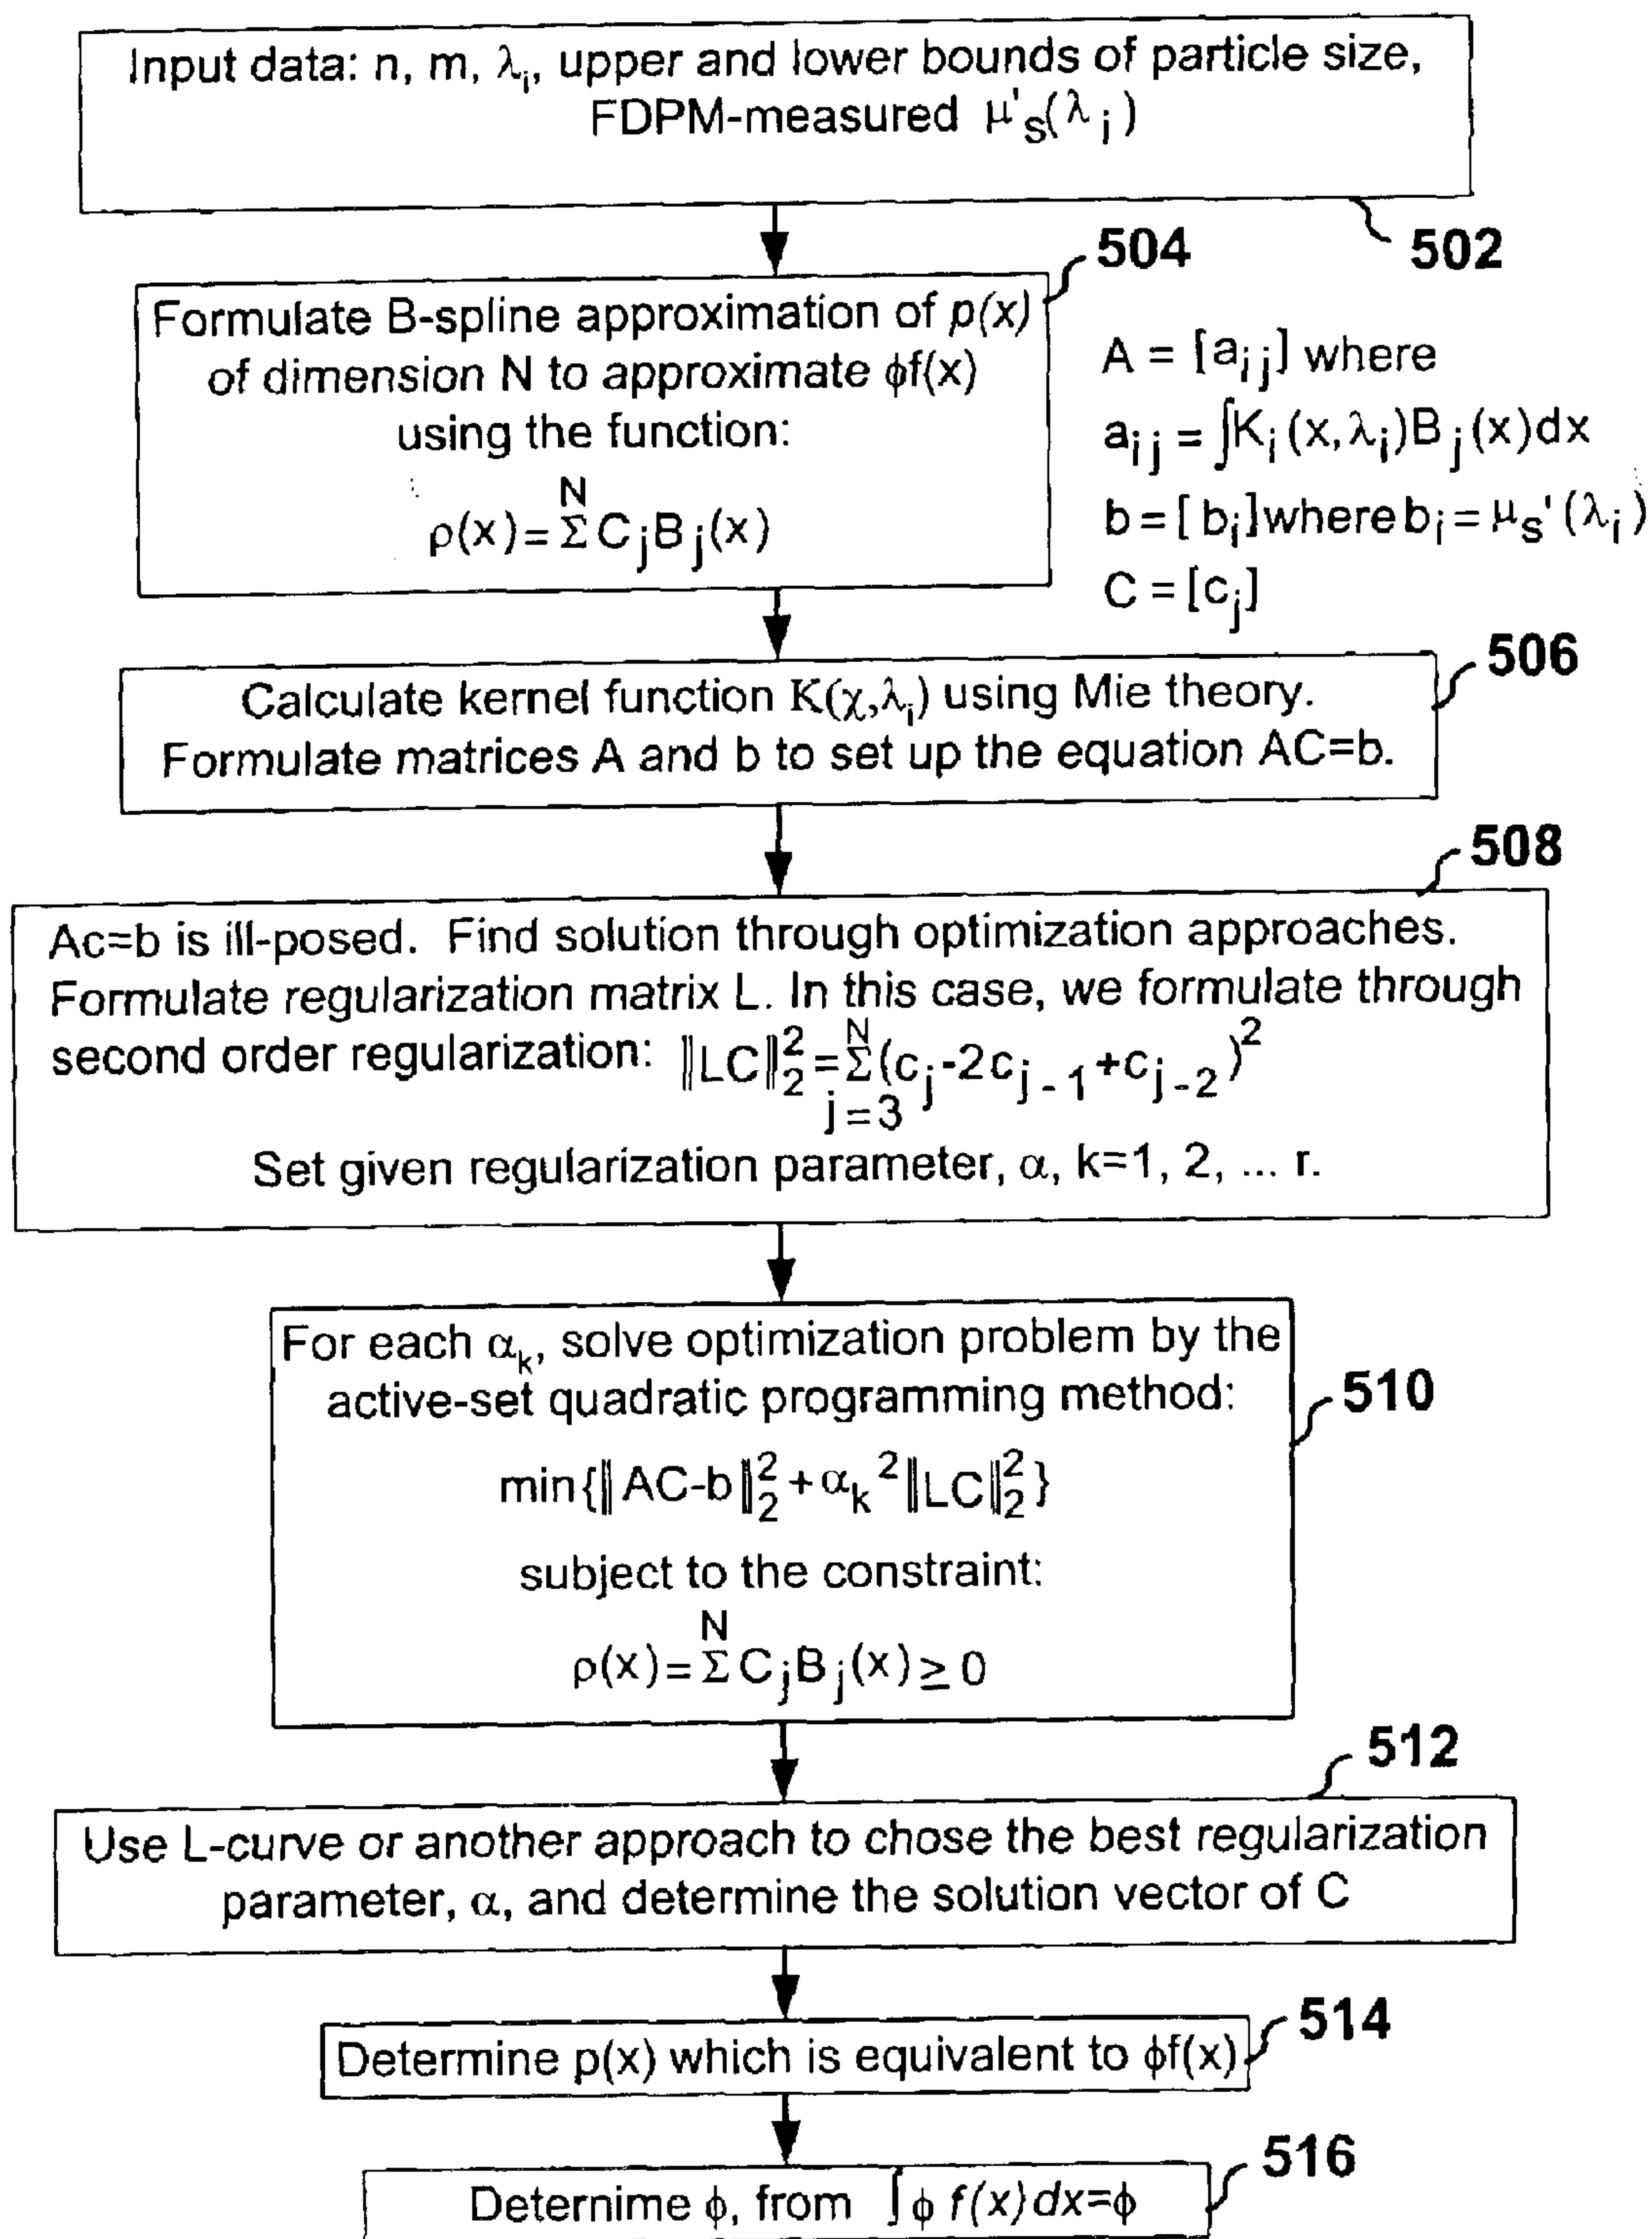 Input data: n, m, λᵢ, upper and lower bounds of particle size,
FDPM-measured μ'ₛ(λᵢ)
502
504
Formulate B-spline approximation of p(x)
of dimension N to approximate ϕf(x)
using the function:
N
ρ(x)=ΣCⱼBⱼ(x)
A = [aᵢⱼ] where
aᵢⱼ = ∫Kᵢ(x,λᵢ)Bⱼ(x)dx
b=[bᵢ]where bᵢ=μₛ'(λᵢ)
C=[cⱼ]
506
Calculate kernel function K(χ,λᵢ) using Mie theory.
Formulate matrices A and b to set up the equation AC=b.
508
Ac=b is ill-posed. Find solution through optimization approaches.
Formulate regularization matrix L. In this case, we formulate through
N
second order regularization: ‖LC‖₂²=Σ(cⱼ-2cⱼ₋₁+cⱼ₋₂)²
j=3
Set given regularization parameter, α, k=1, 2, ... r.
For each αₖ, solve optimization problem by the
active-set quadratic programming method:
510
min{‖AC-b‖₂²+αₖ²‖LC‖₂²}
subject to the constraint:
N
ρ(x)=ΣCⱼBⱼ(x)≥0
512
Use L-curve or another approach to chose the best regularization
parameter, α, and determine the solution vector of C
514
Determine p(x) which is equivalent to ϕf(x)
516
Deternime ϕ, from ∫ϕ f(x)dx=ϕ